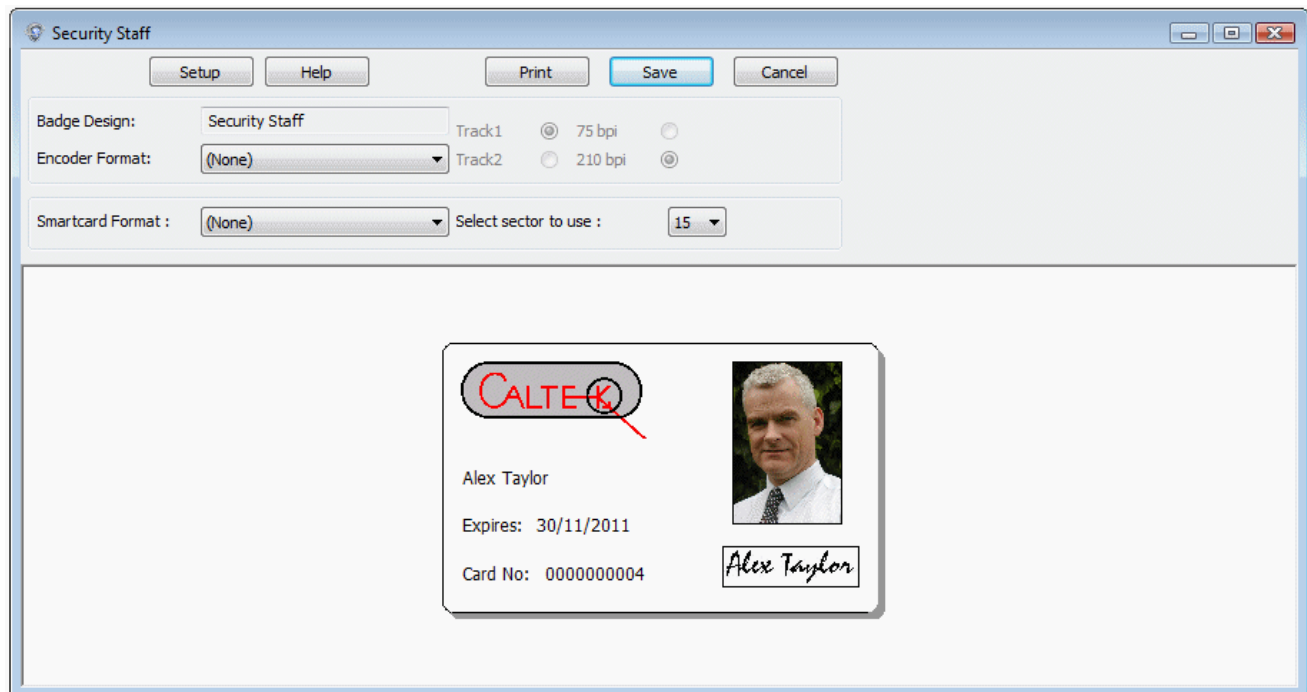 Security Staff
Setup Help Print Save Cancel
Badge Design: Security Staff
Track1 75 bpi
Encoder Format: (None)
Track2 210 bpi
Smartcard Format : (None) Select sector to use : 15
CALTEK
Alex Taylor
Expires: 30/11/2011
Card No: 0000000004
Alex Taylor